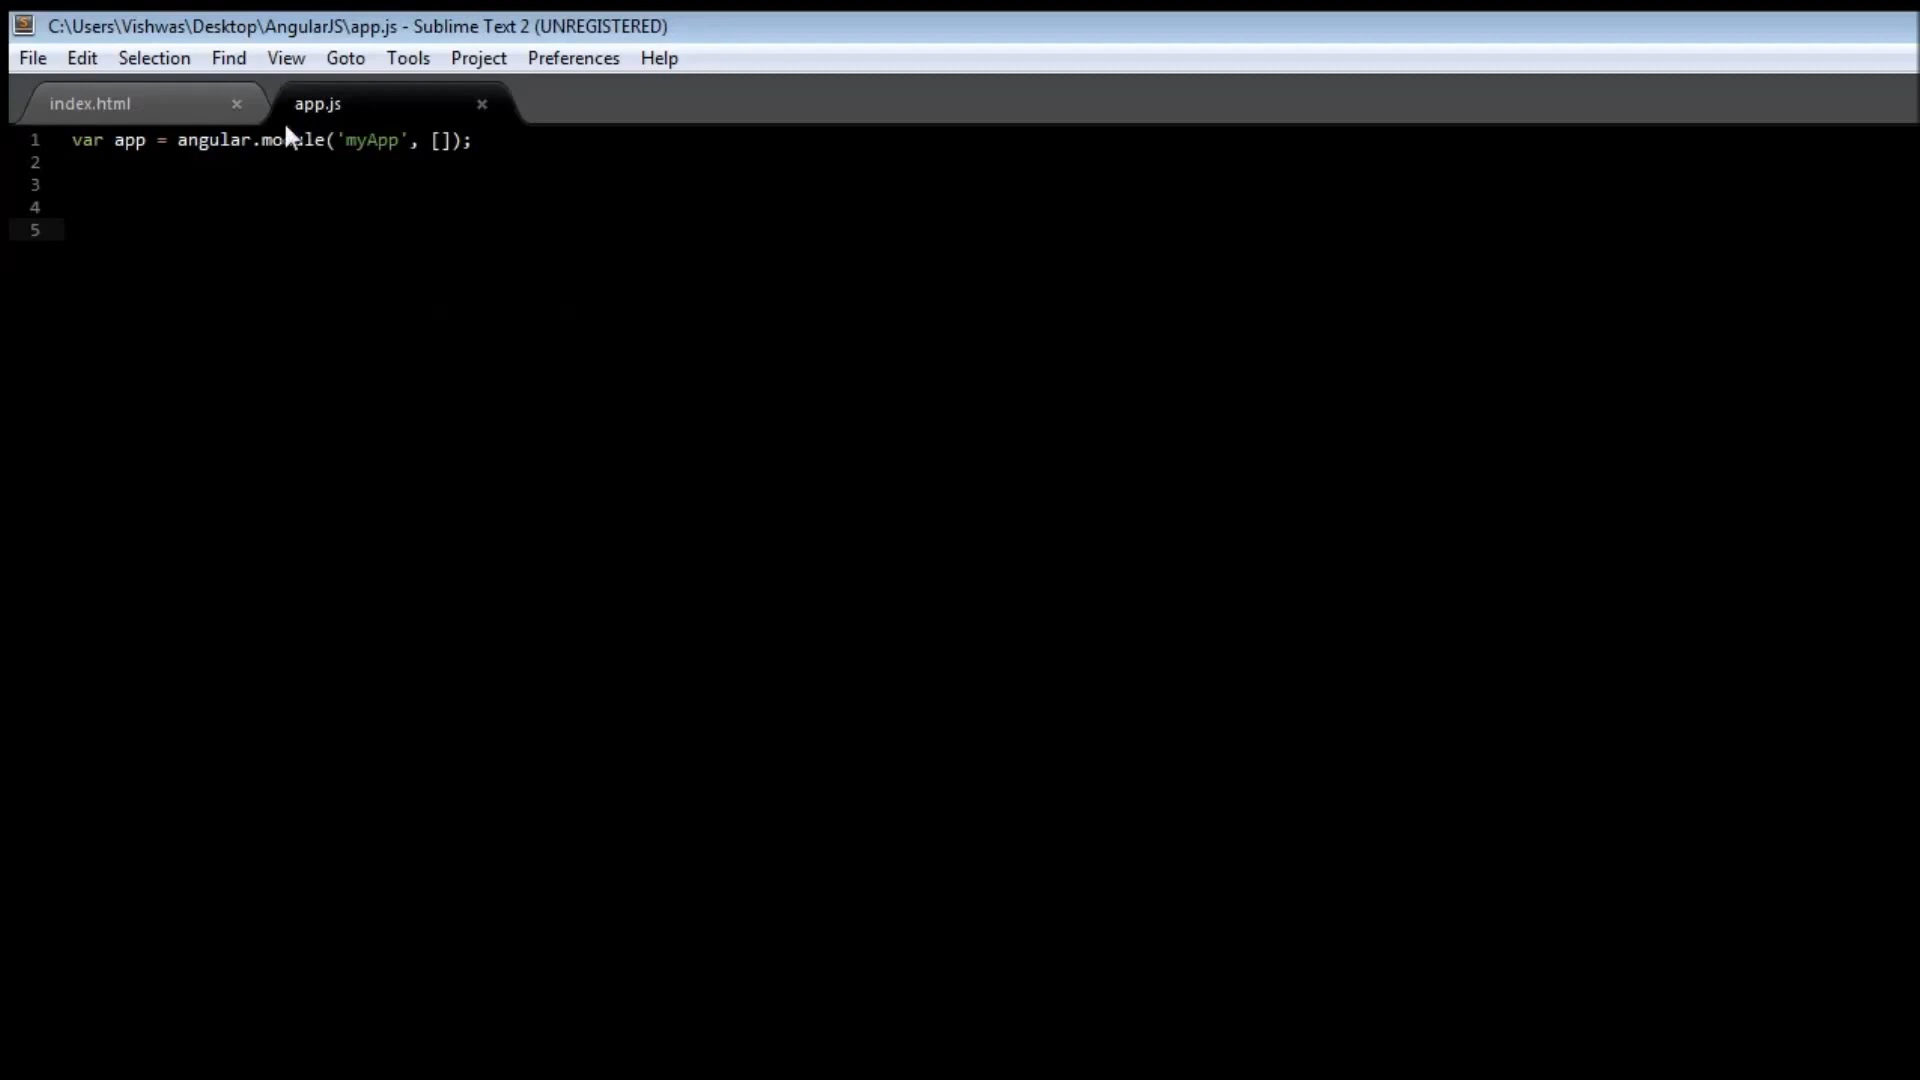 C:\Users\Vishwas\Desktop\AngularJS\app.js - Sublime Text 2 (UNREGISTERED)
File Edit Selection Find View Goto Tools Project Preferences Help
index.html × app.js ×
1 var app = angular.module('myApp', []);
2
3
4
5